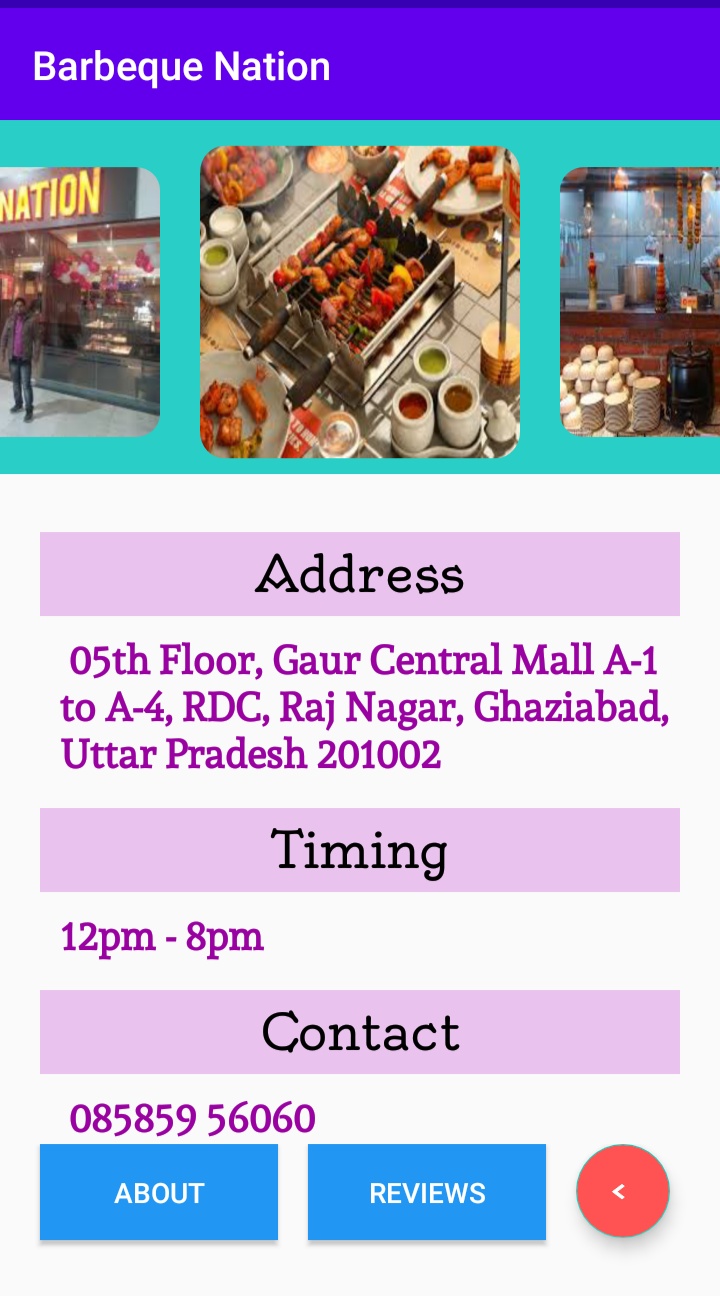 Barbeque Nation
NATION
Address
05th Floor, Gaur Central Mall A-1
to A-4, RDC, Raj Nagar, Ghaziabad,
Uttar Pradesh 201002
Timing
12pm - 8pm
Contact
085859 56060
ABOUT
REVIEWS
<